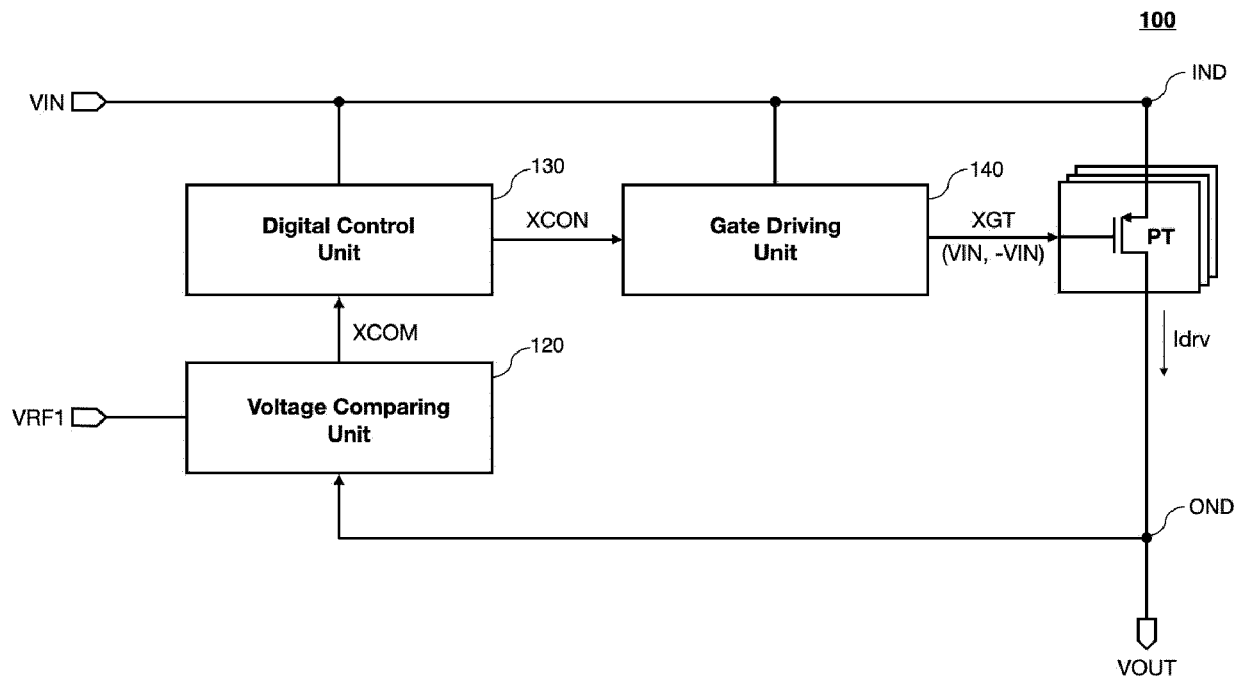 100
IND
VIN
130
140
Digital Control
Unit
XCON
Gate Driving
Unit
XGT
(VIN, -VIN)
PT
XCOM
Idrv
120
VRF1
Voltage Comparing
Unit
OND
VOUT